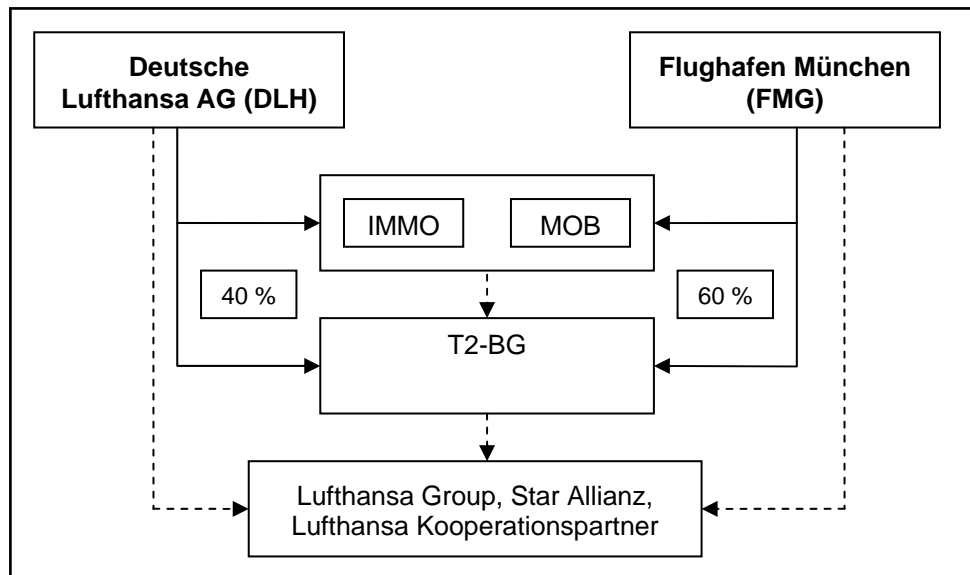 Deutsche
Lufthansa AG (DLH)
Flughafen München
(FMG)
IMMO
MOB
40 %
60 %
T2-BG
Lufthansa Group, Star Allianz,
Lufthansa Kooperationspartner